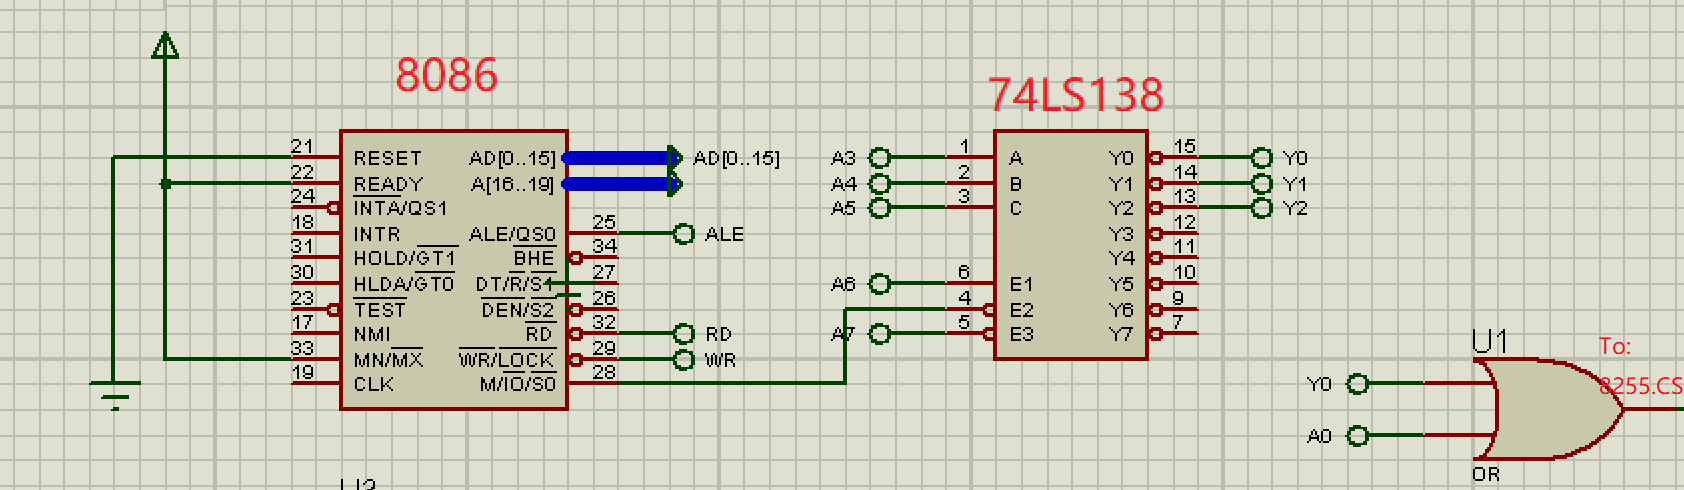 8086
74LS138
21 RESET AD[0..15] AD[0..15]
22 READY A[16..19]
24 INTA/QS1
18 INTR ALE/QS0 25 ALE
31 HOLD/GT1 BHE 34
30 HLDA/GT0 DT/R/S1 27
23 TEST DEN/S2 26
17 NMI RD 32 RD
33 MN/MX WR/LOCK 29 WR
19 CLK M/IO/S0 28
A3 1 A Y0 15 Y0
A4 2 B Y1 14 Y1
A5 3 C Y2 13 Y2
Y3 12
Y4 11
A6 6 E1 Y5 10
4 E2 Y6 9
A7 5 E3 Y7 7
U1
To:
8255.CS
Y0
A0
OR